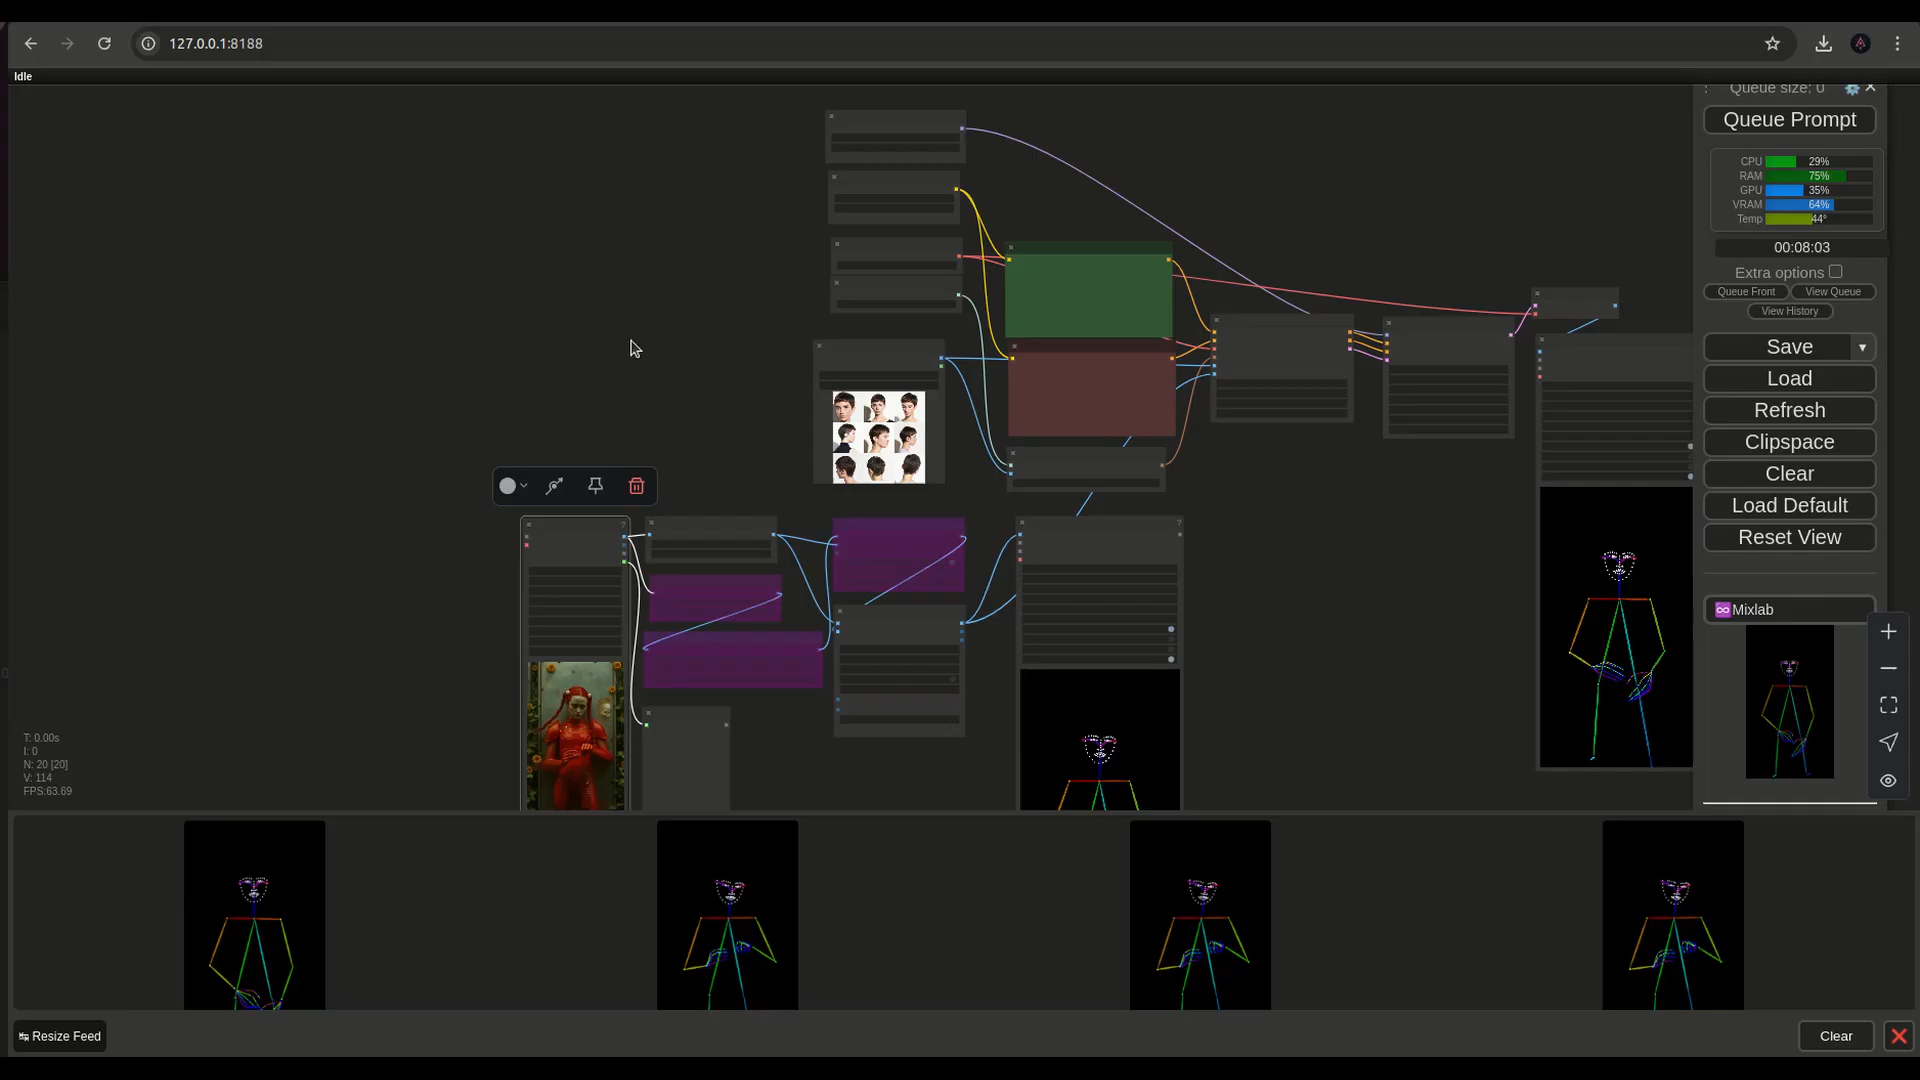 127.0.0.1:8188
Idle
Queue size: 0
Queue Prompt
CPU 29%
RAM 75%
GPU 35%
VRAM 64%
Temp 44°
00:08:03
Extra options
Queue Front View Queue
View History
Save ▼
Load
Refresh
Clipspace
Clear
Load Default
Reset View
♾️Mixlab
T: 0.00s
I: 0
N: 20 [20]
V: 114
FPS:63.69
↹ Resize Feed
Clear